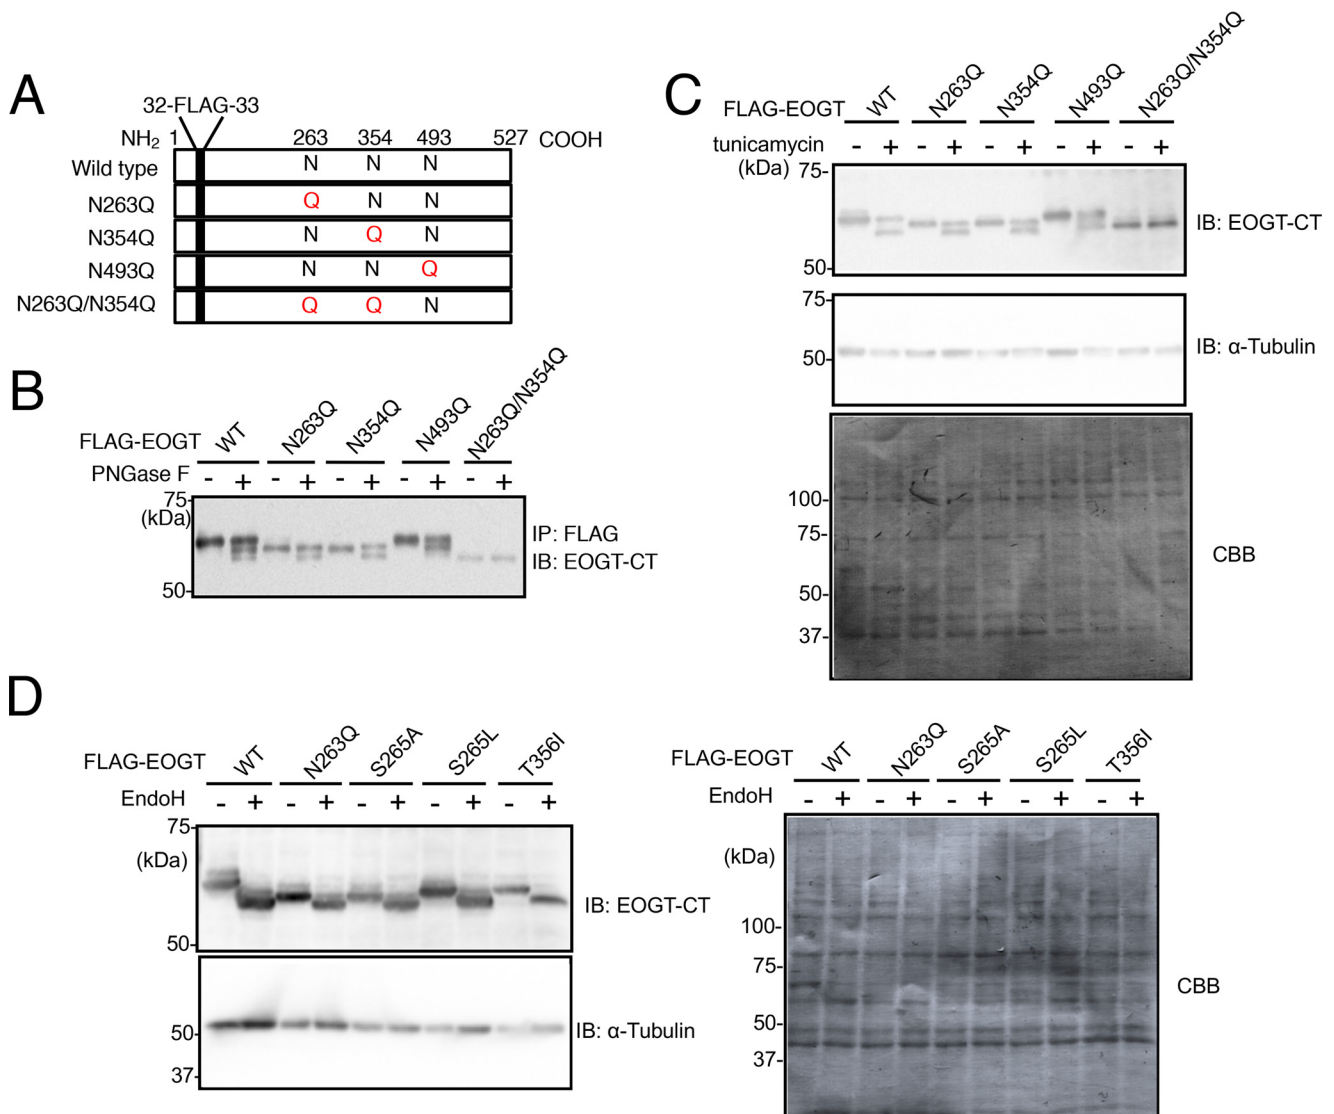 A
32-FLAG-33
NH2 1 263 354 493 527 COOH
Wild type N N N
N263Q Q N N
N354Q N Q N
N493Q N N Q
N263Q/N354Q Q Q N
B
FLAG-EOGT WT N263Q N354Q N493Q N263Q/N354Q
PNGase F - + - + - + - + - +
75-
(kDa)
50-
IP: FLAG
IB: EOGT-CT
C
FLAG-EOGT WT N263Q N354Q N493Q N263Q/N354Q
tunicamycin - + - + - + - + - +
(kDa) 75-
50-
IB: EOGT-CT
75-
50-
IB: α-Tubulin
100-
75-
50-
37-
CBB
D
FLAG-EOGT WT N263Q S265A S265L T356I
EndoH - + - + - + - + - +
75-
(kDa)
50-
IB: EOGT-CT
50-
37-
IB: α-Tubulin
FLAG-EOGT WT N263Q S265A S265L T356I
EndoH - + - + - + - + - +
(kDa)
100-
75-
50-
37-
CBB